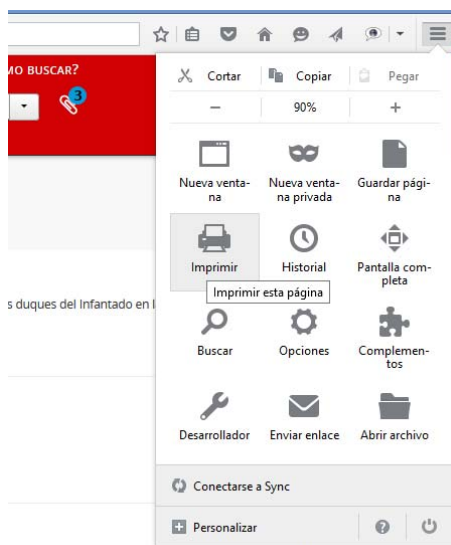 MO BUSCAR?
3
Cortar Copiar Pegar
90%
Nueva venta-
na
Nueva venta-
na privada
Guardar pági-
na
Imprimir Historial Pantalla com-
pleta
Imprimir esta página
s duques del Infantado en l
Buscar Opciones Complemen-
tos
Desarrollador Enviar enlace Abrir archivo
Conectarse a Sync
Personalizar